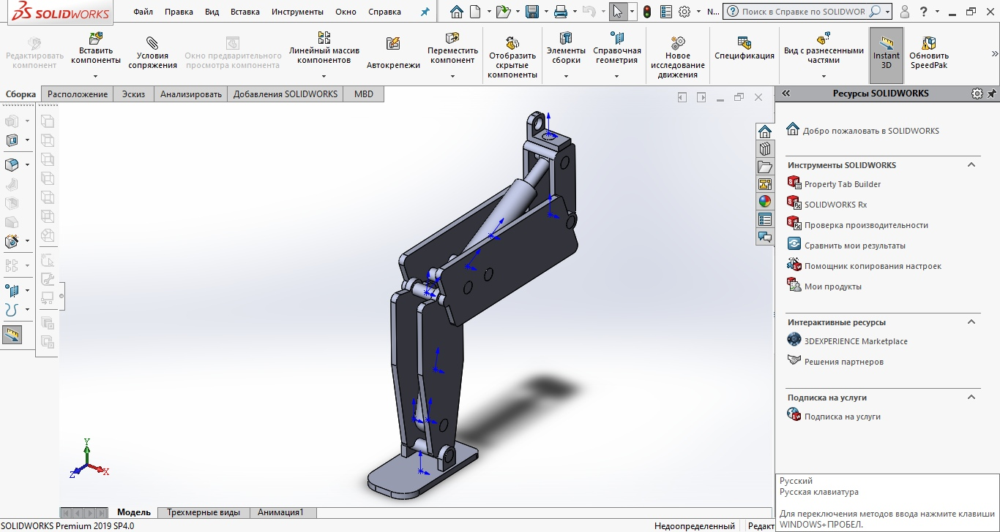 SOLIDWORKS
Файл Правка Вид Вставка Инструменты Окно Справка
N...
Поиск в Справке по SOLIDWOR
?
Редактировать компонент
Вставить компоненты
Условия сопряжения
Окно предварительного просмотра компонента
Линейный массив компонентов
Автокрепежи
Переместить компонент
Отобразить скрытые компоненты
Элементы сборки
Справочная геометрия
Новое исследование движения
Спецификация
Вид с разнесенными частями
Instant 3D
Обновить SpeedPak
Сборка Расположение Эскиз Анализировать Добавления SOLIDWORKS MBD
Ресурсы SOLIDWORKS
Добро пожаловать в SOLIDWORKS
Инструменты SOLIDWORKS
Property Tab Builder
SOLIDWORKS Rx
Проверка производительности
Сравнить мои результаты
Помощник копирования настроек
Мои продукты
Интерактивные ресурсы
3DEXPERIENCE Marketplace
Решения партнеров
Подписка на услуги
Подписка на услуги
Y
X
Z
Русский
Русская клавиатура
Для переключения методов ввода нажмите клавиши
WINDOWS+ПРОБЕЛ.
Модель Трехмерные виды Анимация1
SOLIDWORKS Premium 2019 SP4.0
Недоопределенный
Редакт